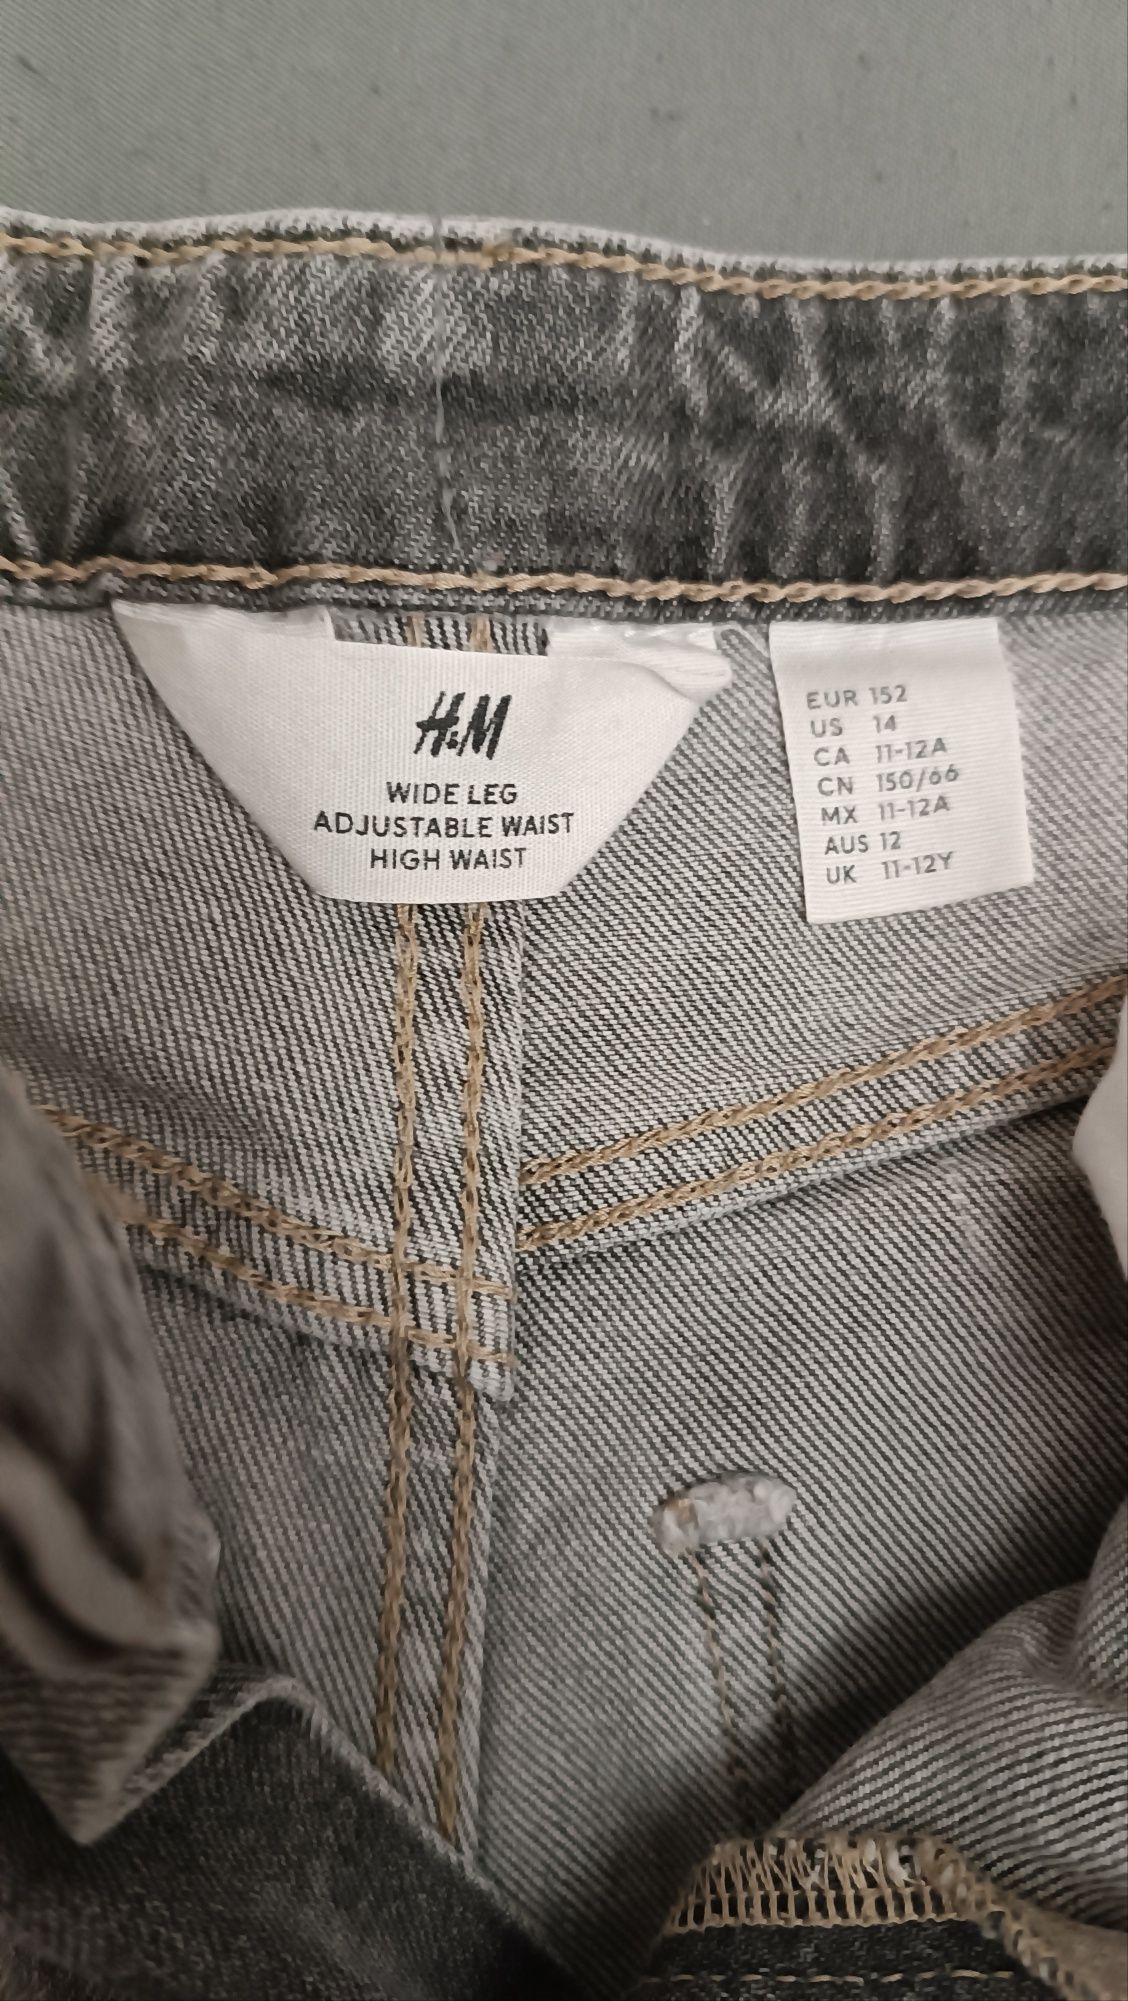 H&M
WIDE LEG
ADJUSTABLE WAIST
HIGH WAIST
EUR 152
US 14
CA 11-12A
CN 150/66
MX 11-12A
AUS 12
UK 11-12Y